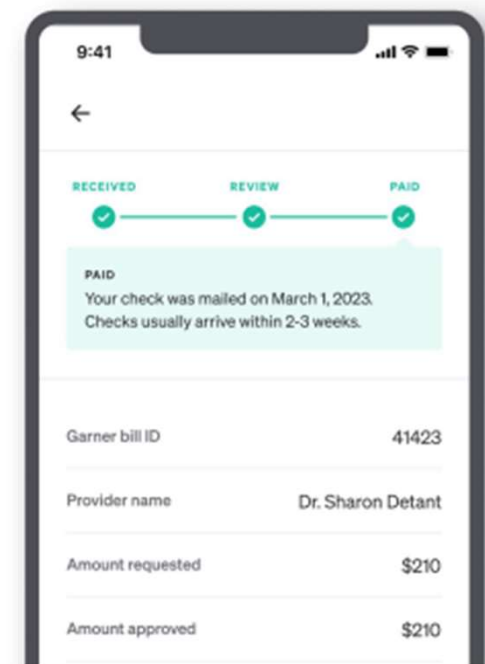 9:41
RECEIVED REVIEW PAID
PAID
Your check was mailed on March 1, 2023.
Checks usually arrive within 2-3 weeks.
Garner bill ID 41423
Provider name Dr. Sharon Detant
Amount requested $210
Amount approved $210